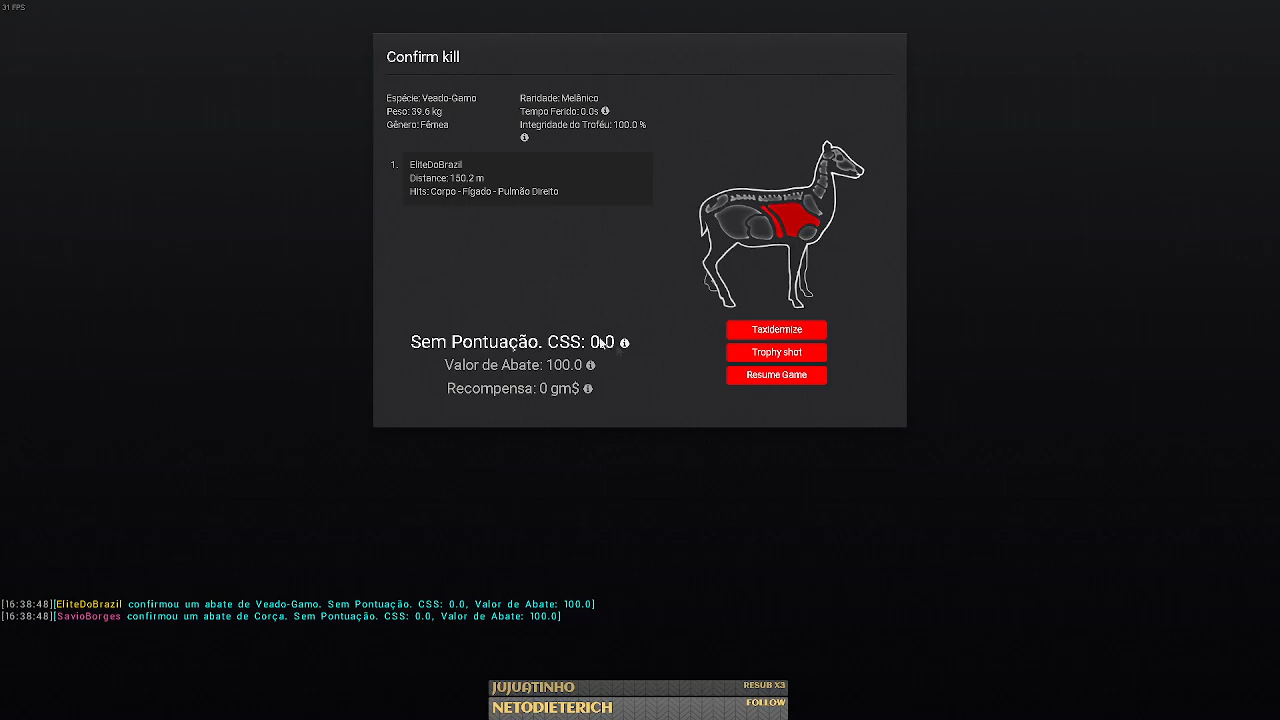 31 FPS
Confirm kill
Espécie: Veado-Gamo
Peso: 39.6 kg
Gênero: Fêmea
Raridade: Melânico
Tempo Ferido: 0.0s
Integridade do Troféu: 100.0 %
1. EliteDoBrazil
Distance: 150.2 m
Hits: Corpo - Fígado - Pulmão Direito
Sem Pontuação. CSS: 0.0
Valor de Abate: 100.0
Recompensa: 0 gm$
Taxidermize
Trophy shot
Resume Game
[16:38:48][EliteDoBrazil confirmou um abate de Veado-Gamo. Sem Pontuação. CSS: 0.0, Valor de Abate: 100.0]
[16:38:48][SavioBorges confirmou um abate de Corça. Sem Pontuação. CSS: 0.0, Valor de Abate: 100.0]
JUJUATINHO RESUB X3
NETODIETERICH FOLLOW